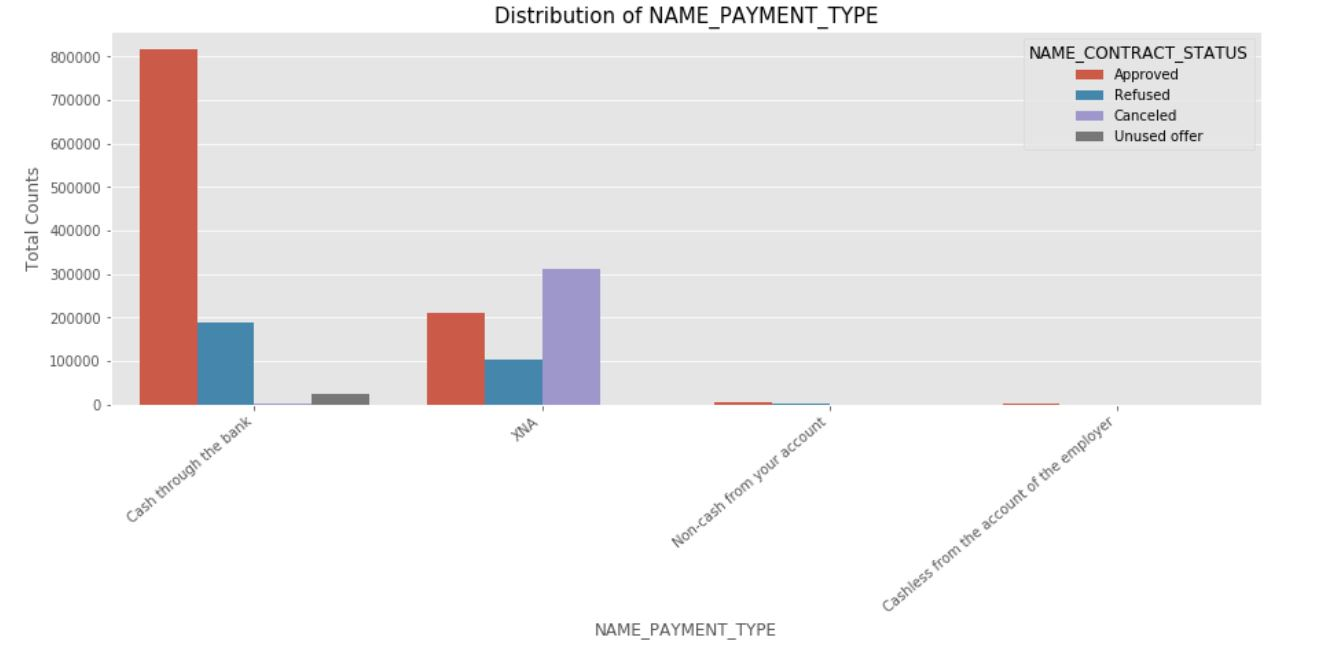 Distribution of NAME_PAYMENT_TYPE
NAME_CONTRACT_STATUS
Approved
Refused
Canceled
Unused offer
Total Counts
800000
700000
600000
500000
400000
300000
200000
100000
0
Cash through the bank
XNA
Non-cash from your account
Cashless from the account of the employer
NAME_PAYMENT_TYPE